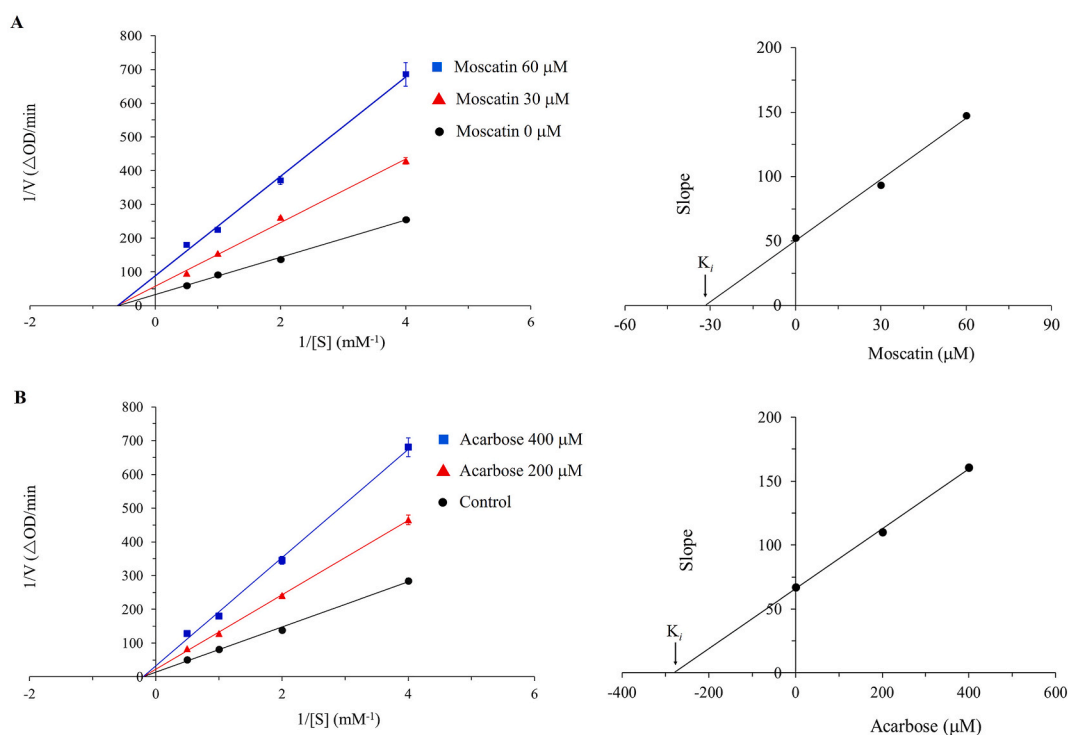 A
800
700
600
500
400
300
200
100
0
-2
0
2
4
6
1/V (△OD/min
1/[S] (mM⁻¹)
Moscatin 60 μM
Moscatin 30 μM
Moscatin 0 μM
200
150
100
50
0
-60
-30
0
30
60
90
Slope
Kᵢ
Moscatin (μM)
B
800
700
600
500
400
300
200
100
0
-2
0
2
4
6
1/V (△OD/min
1/[S] (mM⁻¹)
Acarbose 400 μM
Acarbose 200 μM
Control
200
150
100
50
0
-400
-200
0
200
400
600
Slope
Kᵢ
Acarbose (μM)